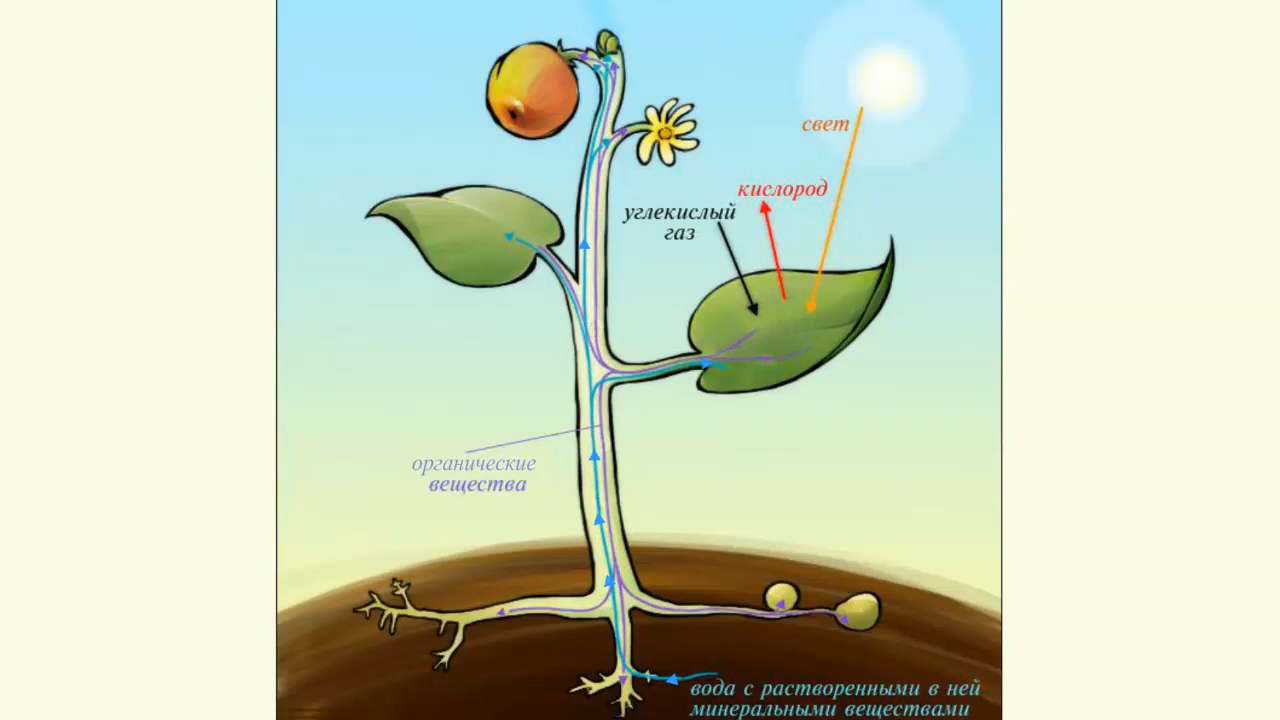 свет
кислород
углекислый
газ
органические
вещества
вода с растворенными в ней
минеральными веществами